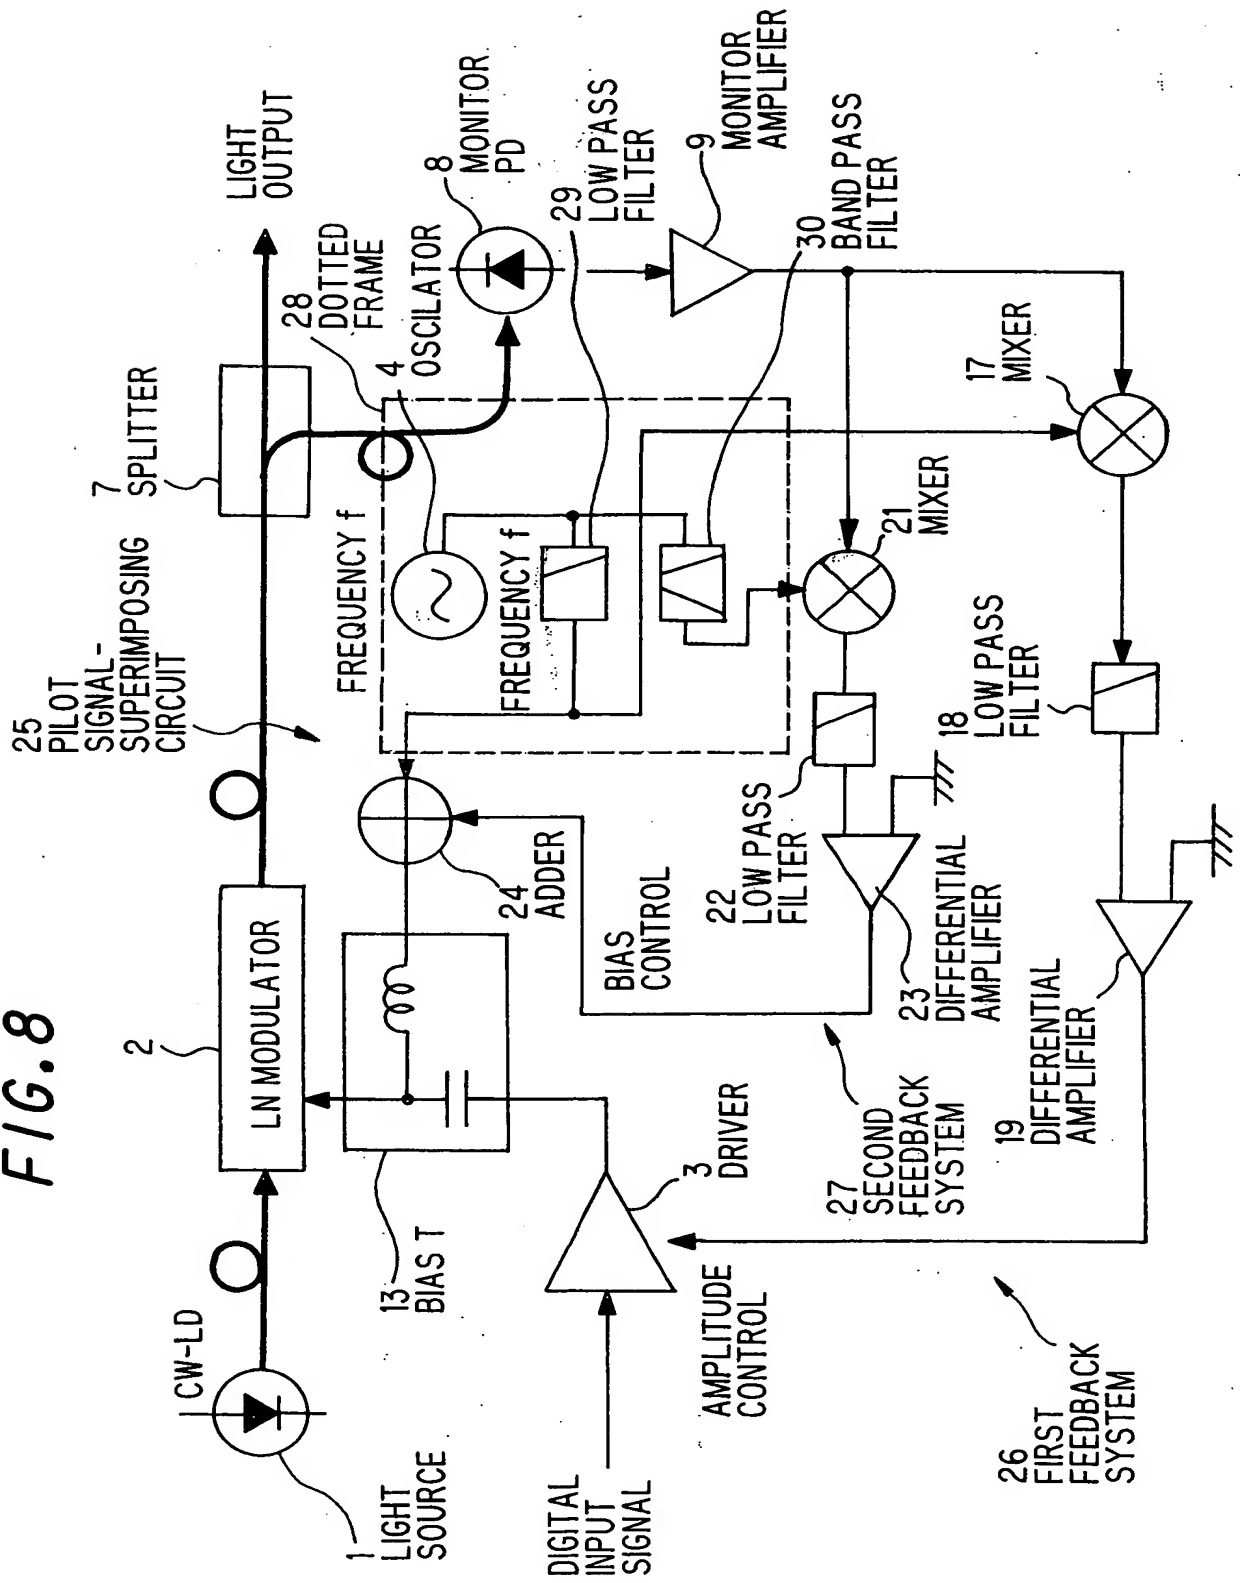 FIG.8
25
PILOT
SIGNAL-
SUPERIMPOSING
CIRCUIT
7
SPLITTER
LIGHT
OUTPUT
2
LN MODULATOR
CW-LD
1
LIGHT
SOURCE
28
DOTTED
FRAME
4
OSCILATOR
8
MONITOR
PD
FREQUENCY f
FREQUENCY f
29
LOW PASS
FILTER
9
MONITOR
AMPLIFIER
30
BAND PASS
FILTER
13
BIAS T
24
ADDER
BIAS
CONTROL
21
MIXER
17
MIXER
22
LOW PASS
FILTER
18
LOW PASS
FILTER
3
DRIVER
23
DIFFERENTIAL
AMPLIFIER
19
DIFFERENTIAL
AMPLIFIER
DIGITAL
INPUT
SIGNAL
AMPLITUDE
CONTROL
27
SECOND
FEEDBACK
SYSTEM
26
FIRST
FEEDBACK
SYSTEM